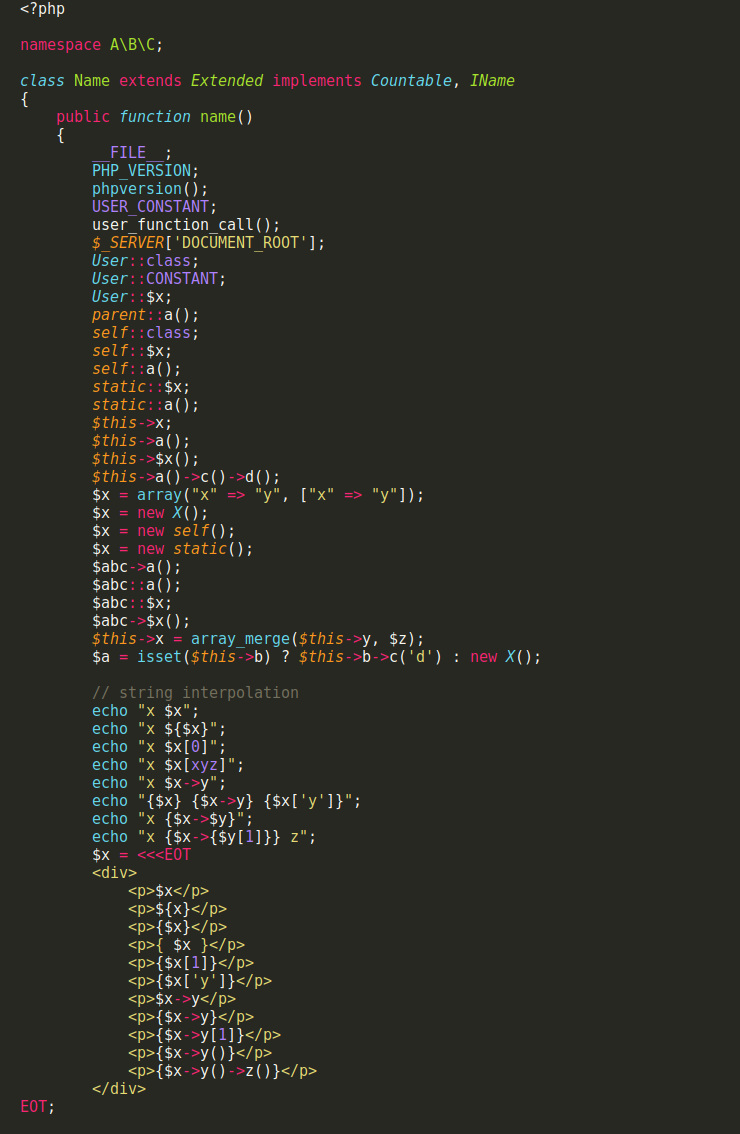 <?php

namespace A\B\C;

class Name extends Extended implements Countable, IName
{
    public function name()
    {
        __FILE__;
        PHP_VERSION;
        phpversion();
        USER_CONSTANT;
        user_function_call();
        $_SERVER['DOCUMENT_ROOT'];
        User::class;
        User::CONSTANT;
        User::$x;
        parent::a();
        self::class;
        self::$x;
        self::a();
        static::$x;
        static::a();
        $this->x;
        $this->a();
        $this->$x();
        $this->a()->c()->d();
        $x = array("x" => "y", ["x" => "y"]);
        $x = new X();
        $x = new self();
        $x = new static();
        $abc->a();
        $abc::a();
        $abc::$x;
        $abc->$x();
        $this->x = array_merge($this->y, $z);
        $a = isset($this->b) ? $this->b->c('d') : new X();

        // string interpolation
        echo "x $x";
        echo "x ${$x}";
        echo "x $x[0]";
        echo "x $x[xyz]";
        echo "x $x->y";
        echo "{$x} {$x->y} {$x['y']}";
        echo "x {$x->$y}";
        echo "x {$x->{$y[1]}} z";
        $x = <<<EOT
        <div>
            <p>$x</p>
            <p>${x}</p>
            <p>{$x}</p>
            <p>{ $x }</p>
            <p>{$x[1]}</p>
            <p>{$x['y']}</p>
            <p>$x->y</p>
            <p>{$x->y}</p>
            <p>{$x->y[1]}</p>
            <p>{$x->y()}</p>
            <p>{$x->y()->z()}</p>
        </div>
EOT;